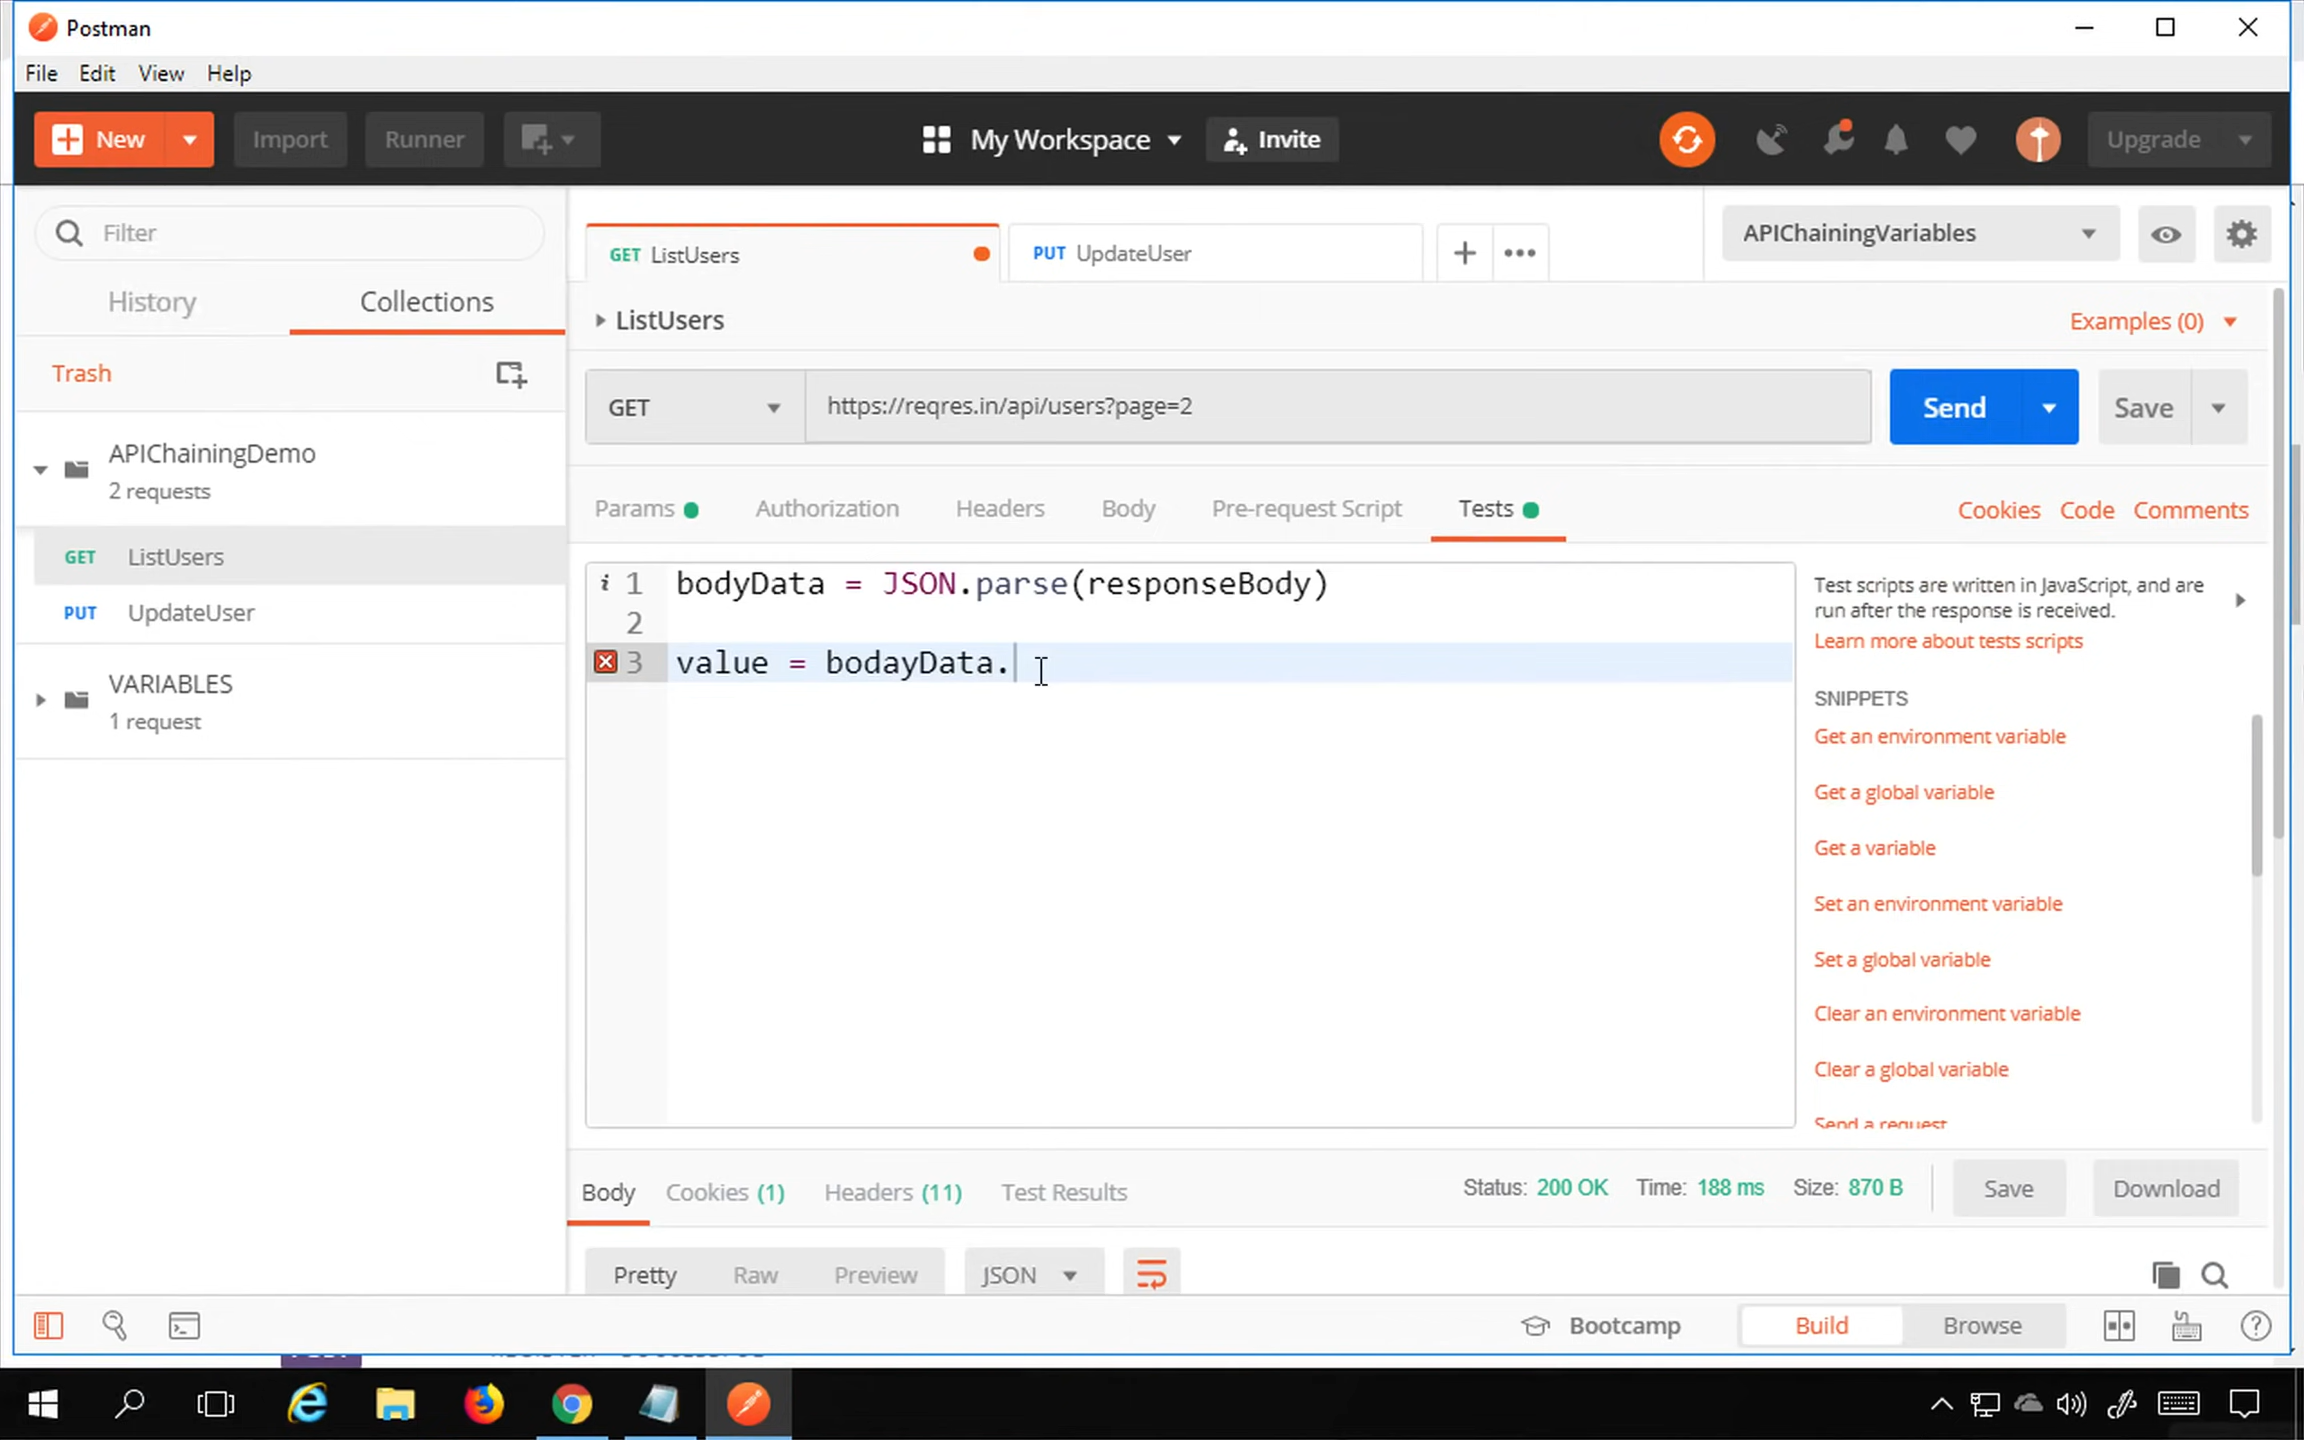 Postman
File Edit View Help
New Import Runner My Workspace Invite Upgrade
Filter
History Collections
Trash
APIChainingDemo
2 requests
GET ListUsers
PUT UpdateUser
VARIABLES
1 request
GET ListUsers PUT UpdateUser APIChainingVariables
ListUsers Examples (0)
GET https://reqres.in/api/users?page=2 Send Save
Params Authorization Headers Body Pre-request Script Tests Cookies Code Comments
1 bodyData = JSON.parse(responseBody)
2
3 value = bodayData.
Test scripts are written in JavaScript, and are
run after the response is received.
Learn more about tests scripts
SNIPPETS
Get an environment variable
Get a global variable
Get a variable
Set an environment variable
Set a global variable
Clear an environment variable
Clear a global variable
Send a request
Body Cookies (1) Headers (11) Test Results Status: 200 OK Time: 188 ms Size: 870 B Save Download
Pretty Raw Preview JSON
Bootcamp Build Browse